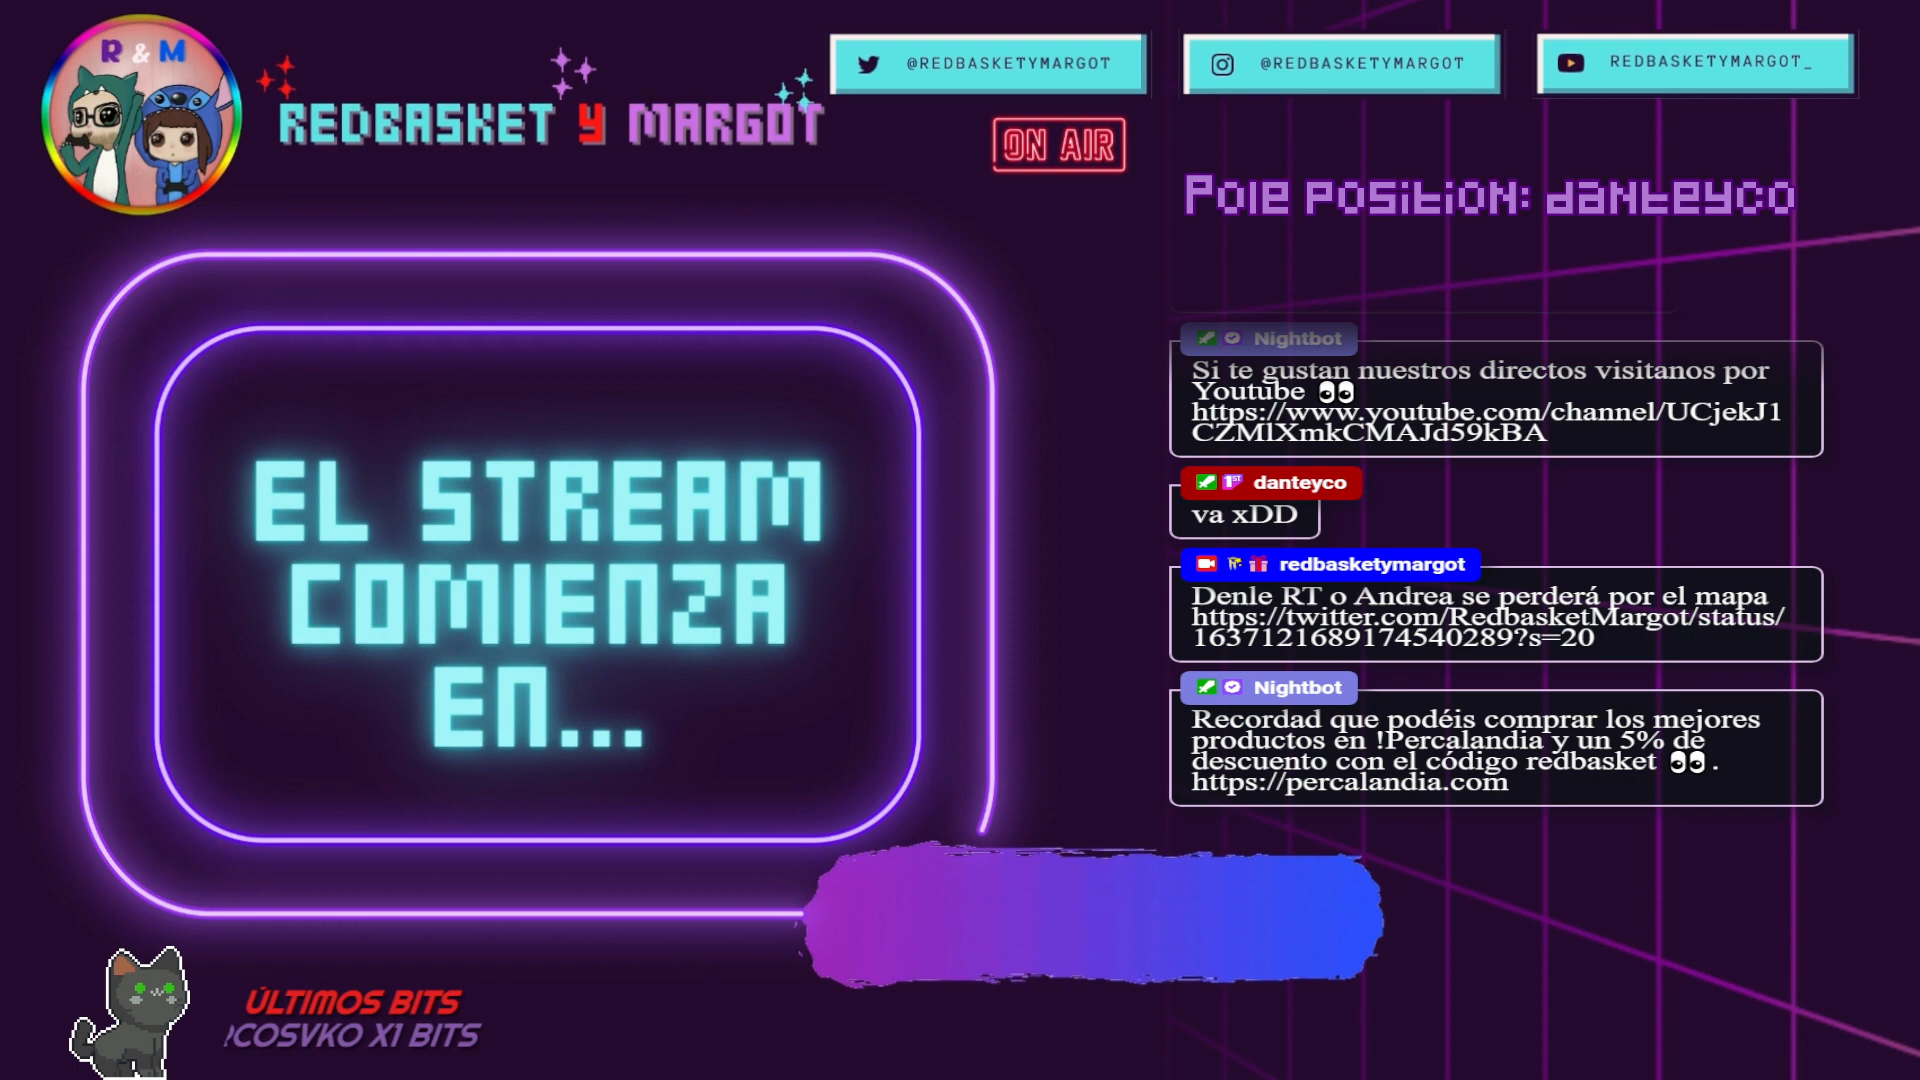 R & M
REDBASKET Y MARGOT
@REDBASKETYMARGOT
@REDBASKETYMARGOT
REDBASKETYMARGOT_
ON AIR
Pole Position: danteyco
EL STREAM
COMIENZA
EN...
Nightbot
Si te gustan nuestros directos visitanos por
Youtube 👀
https://www.youtube.com/channel/UCjekJ1
CZMlXmkCMAJd59kBA
1ST danteyco
va xDD
redbasketymargot
Denle RT o Andrea se perderá por el mapa
https://twitter.com/RedbasketMargot/status/
1637121689174540289?s=20
Nightbot
Recordad que podéis comprar los mejores
productos en !Percalandia y un 5% de
descuento con el código redbasket 👀 .
https://percalandia.com
ÚLTIMOS BITS
COSVKO X1 BITS